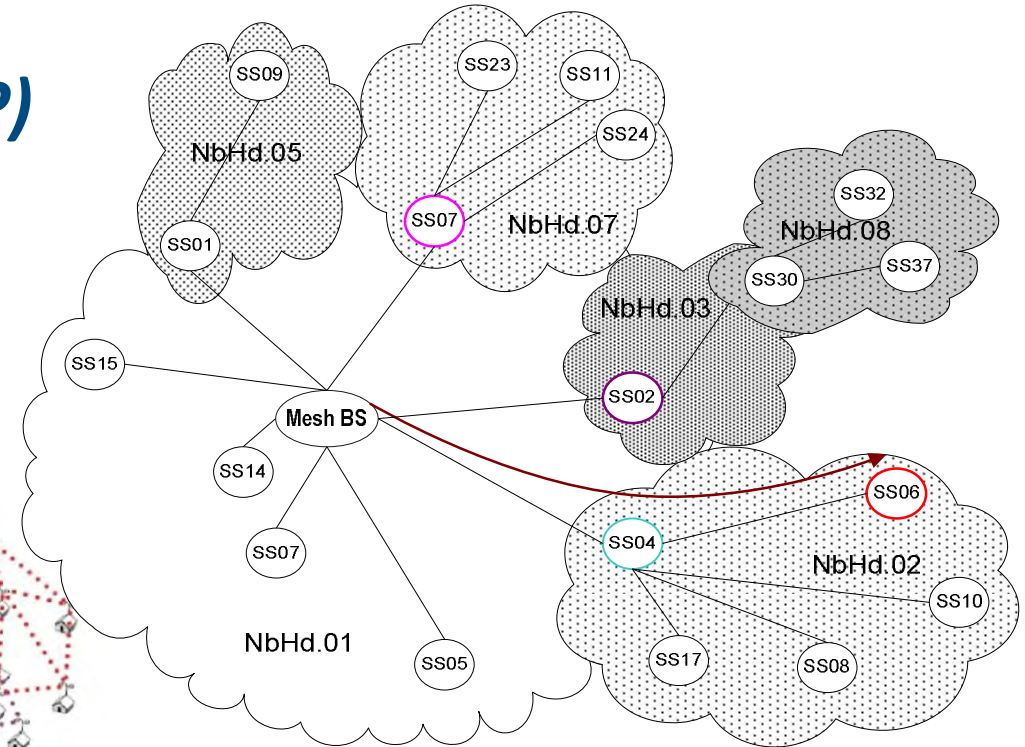 P)
SS09
SS23
SS11
SS24
NbHd.05
SS32
SS07
NbHd.07
NbHd 08
SS01
SS30
SS37
NbHd.03
SS15
SS02
Mesh BS
SS14
SS06
SS04
SS07
NbHd.02
SS10
NbHd.01
SS05
SS17
SS08